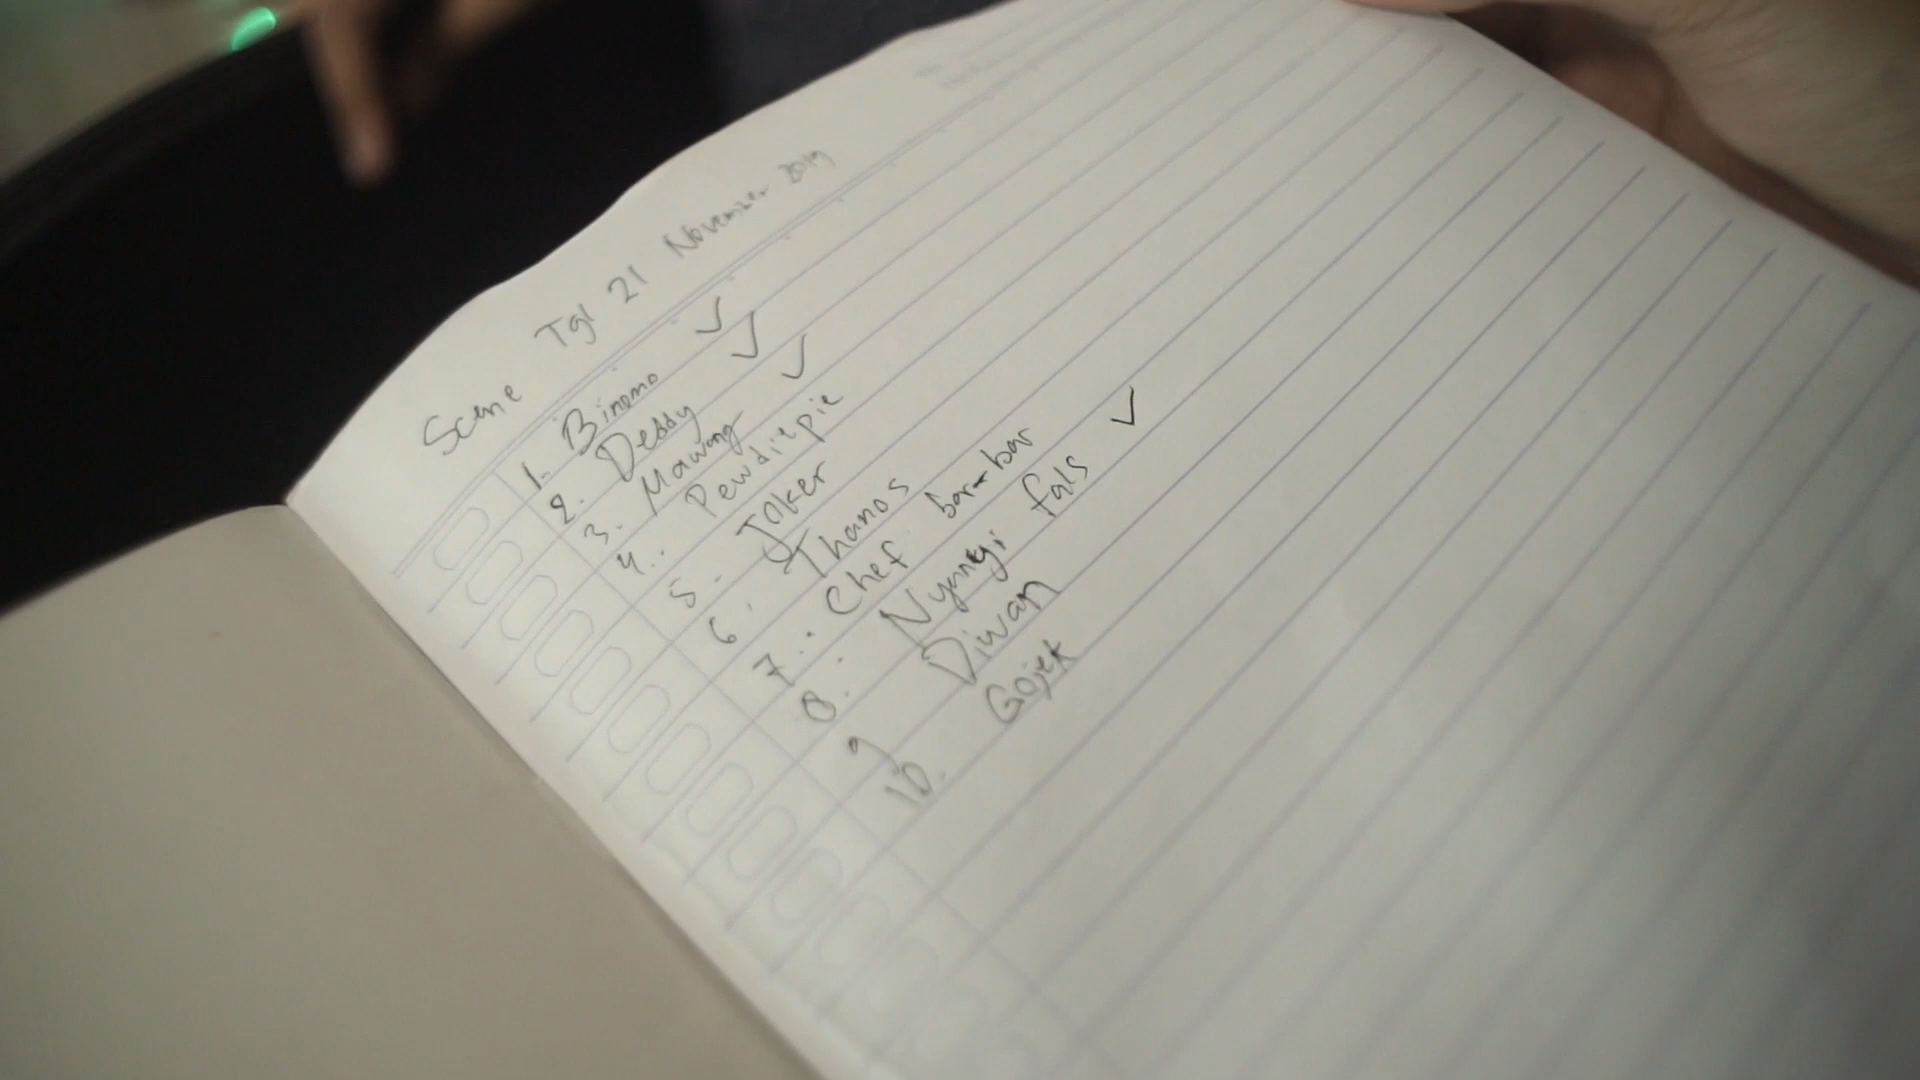 Scene Tgl 21 November 2019
1. Binomo ✓
2. Deddy ✓
3. Mawang ✓
4. Pewdiepie
5. Joker
6. Thanos
7. Chef bar-bar
8. Nyanyi fals ✓
9 Diwan
10. Gojek